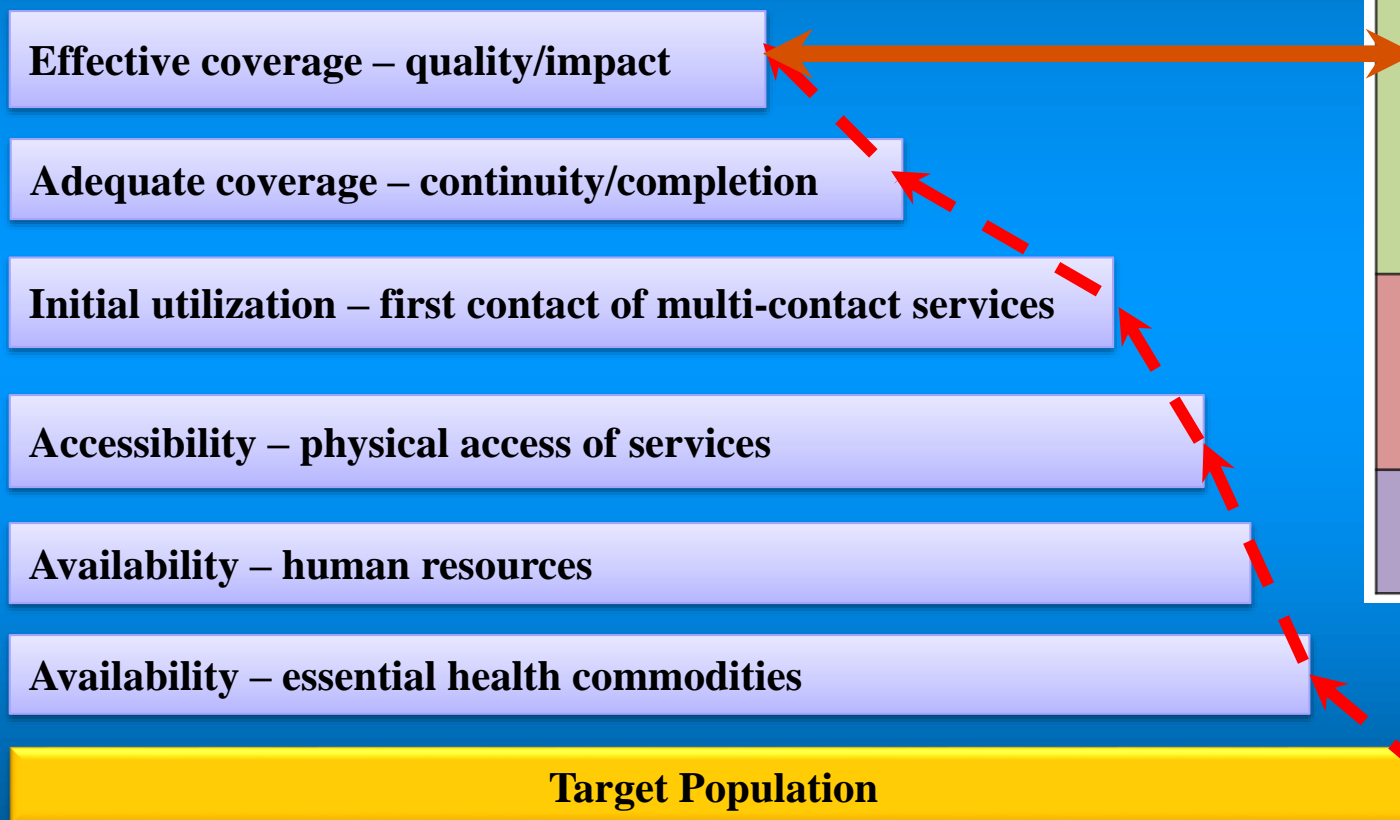 Effective coverage – quality/impact
Adequate coverage – continuity/completion
Initial utilization – first contact of multi-contact services
Accessibility – physical access of services
Availability – human resources
Availability – essential health commodities
Target Population